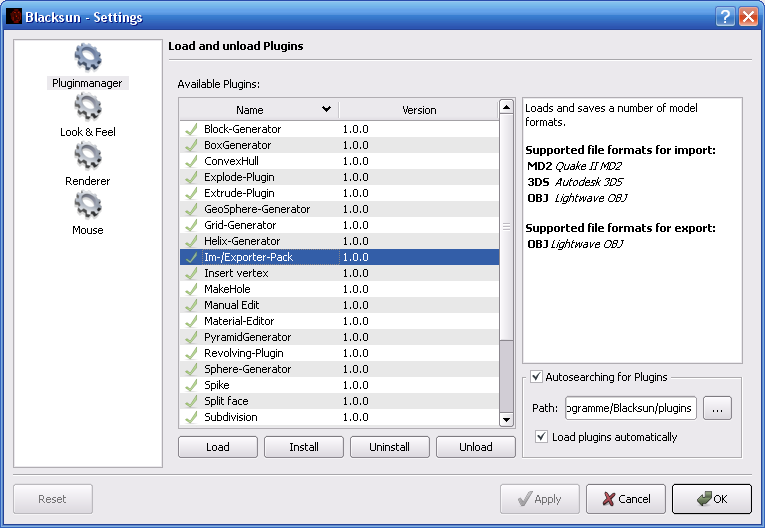 Blacksun - Settings
Pluginmanager
Look & Feel
Renderer
Mouse
Load and unload Plugins
Available Plugins:
Name Version
Block-Generator 1.0.0
BoxGenerator 1.0.0
ConvexHull 1.0.0
Explode-Plugin 1.0.0
Extrude-Plugin 1.0.0
GeoSphere-Generator 1.0.0
Grid-Generator 1.0.0
Helix-Generator 1.0.0
Im-/Exporter-Pack 1.0.0
Insert vertex 1.0.0
MakeHole 1.0.0
Manual Edit 1.0.0
Material-Editor 1.0.0
PyramidGenerator 1.0.0
Revolving-Plugin 1.0.0
Sphere-Generator 1.0.0
Spike 1.0.0
Split face 1.0.0
Subdivision 1.0.0
Load Install Uninstall Unload
Loads and saves a number of model
formats.
Supported file formats for import:
MD2 Quake II MD2
3DS Autodesk 3DS
OBJ Lightwave OBJ
Supported file formats for export:
OBJ Lightwave OBJ
Autosearching for Plugins
Path: ogramme/Blacksun/plugins ...
Load plugins automatically
Reset Apply Cancel OK